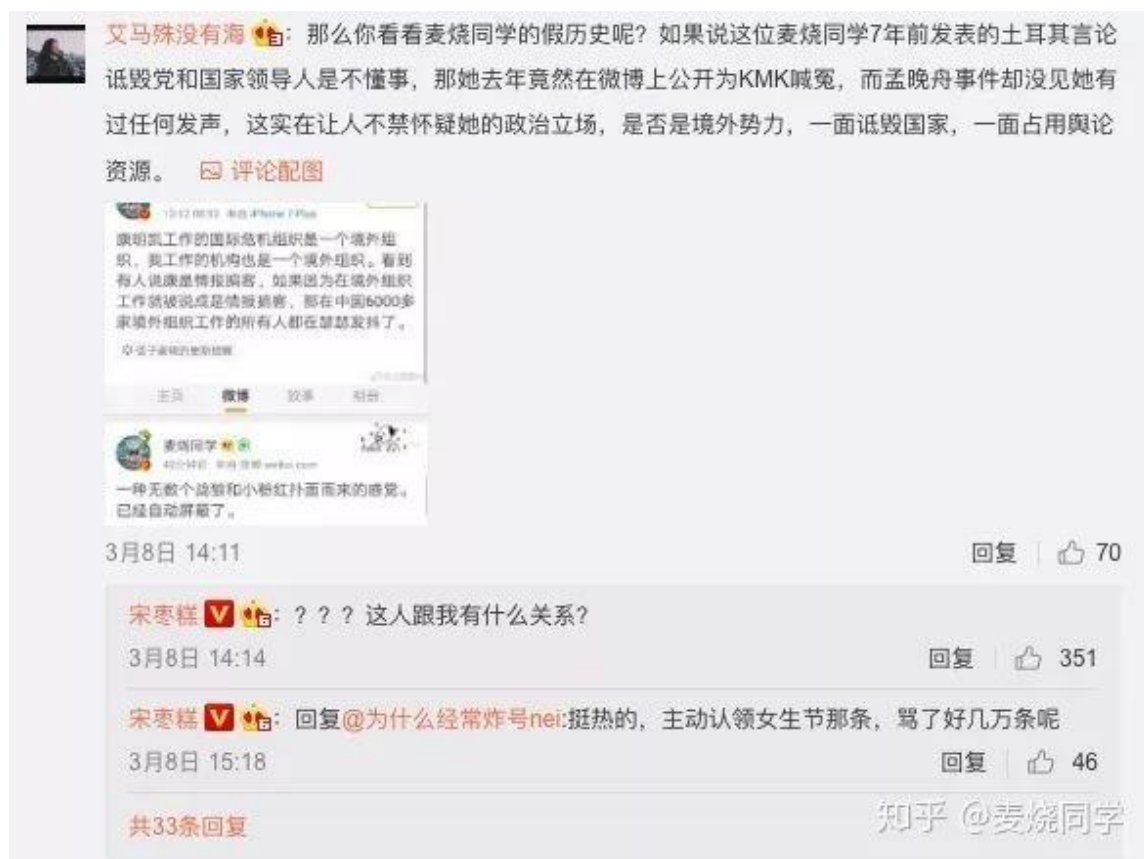 艾马殊没有海：那么你看看麦烧同学的假历史呢？如果说这位麦烧同学7年前发表的土耳其言论
诋毁党和国家领导人是不懂事，那她去年竟然在微博上公开为KMK喊冤，而孟晚舟事件却没见她有
过任何发声，这实在让人不禁怀疑她的政治立场，是否是境外势力，一面诋毁国家，一面占用舆论
资源。 评论配图
来自 iPhone 7 Plus
康明凯工作的国际危机组织是一个境外组
织，我工作的机构也是一个境外组织。看到
有人说康是情报掮客，如果因为在境外组织
工作就被说成是情报掮客，那在中国6000多
家境外组织工作的所有人都在瑟瑟发抖了。
主页 微博 故事 相册
麦烧同学
一种无数个战狼和小粉红扑面而来的感觉。
已经自动屏蔽了。
3月8日 14:11 回复 70
宋枣糕：？？？这人跟我有什么关系？
3月8日 14:14 回复 351
宋枣糕：回复@为什么经常炸号nei:挺热的，主动认领女生节那条，骂了好几万条呢
3月8日 15:18 回复 46
共33条回复
知乎 @麦烧同学